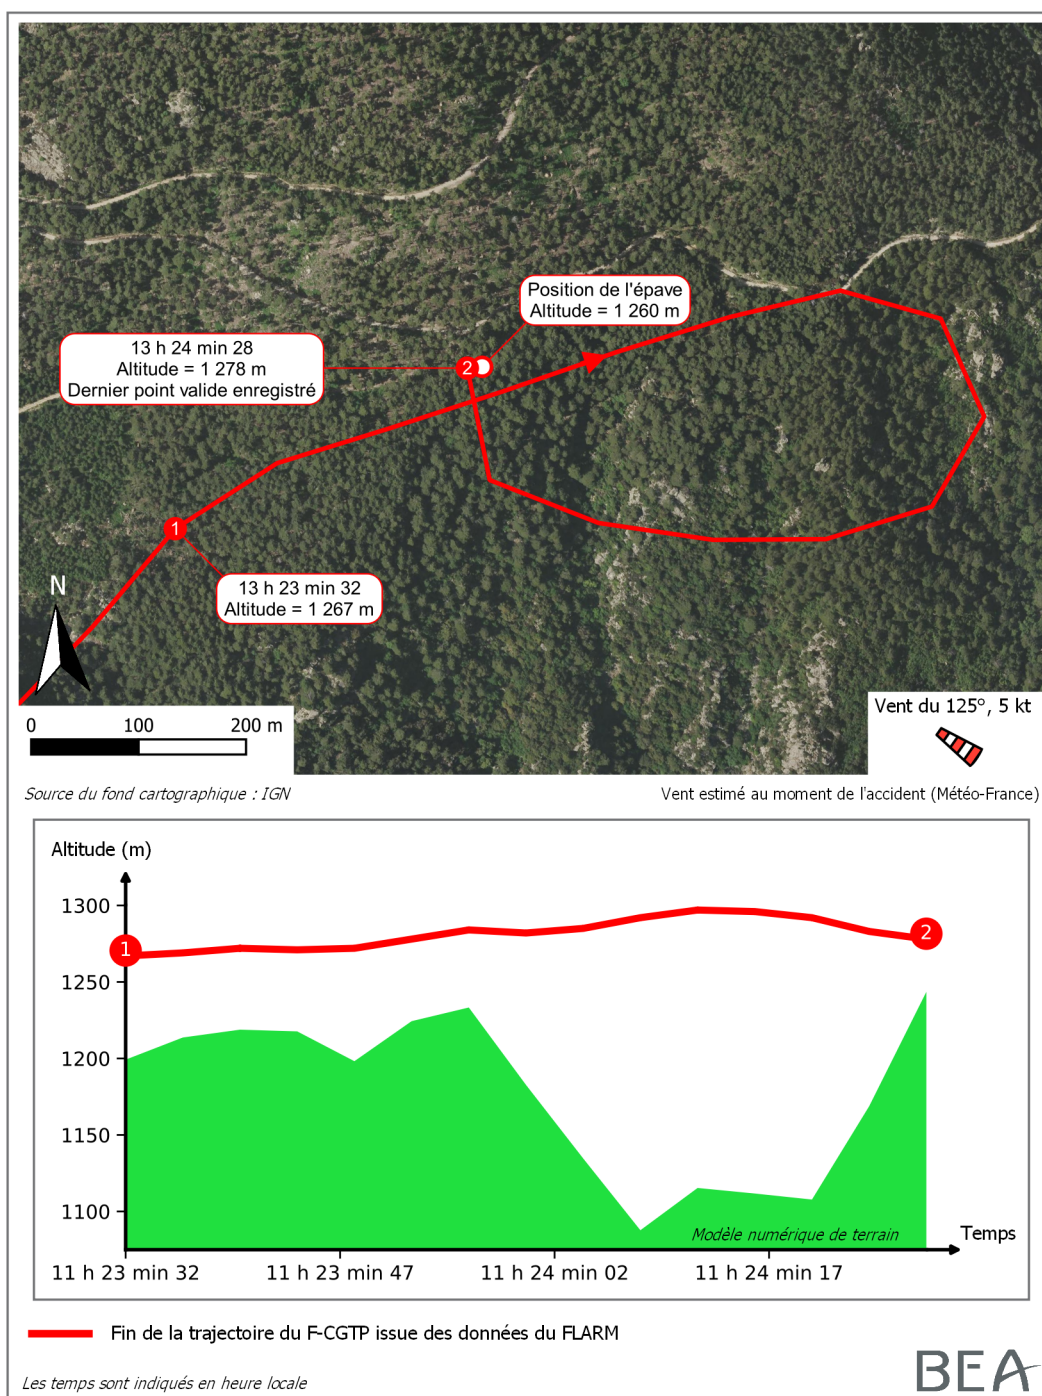 Position de l'épave
Altitude = 1 260 m
13 h 24 min 28
Altitude = 1 278 m
Dernier point valide enregistré
2
1
13 h 23 min 32
Altitude = 1 267 m
N
0 100 200 m
Vent du 125°, 5 kt
Source du fond cartographique : IGN
Vent estimé au moment de l'accident (Météo-France)
Altitude (m)
1300
1250
1200
1150
1100
1
2
Modèle numérique de terrain
Temps
11 h 23 min 32
11 h 23 min 47
11 h 24 min 02
11 h 24 min 17
Fin de la trajectoire du F-CGTP issue des données du FLARM
Les temps sont indiqués en heure locale
BEA